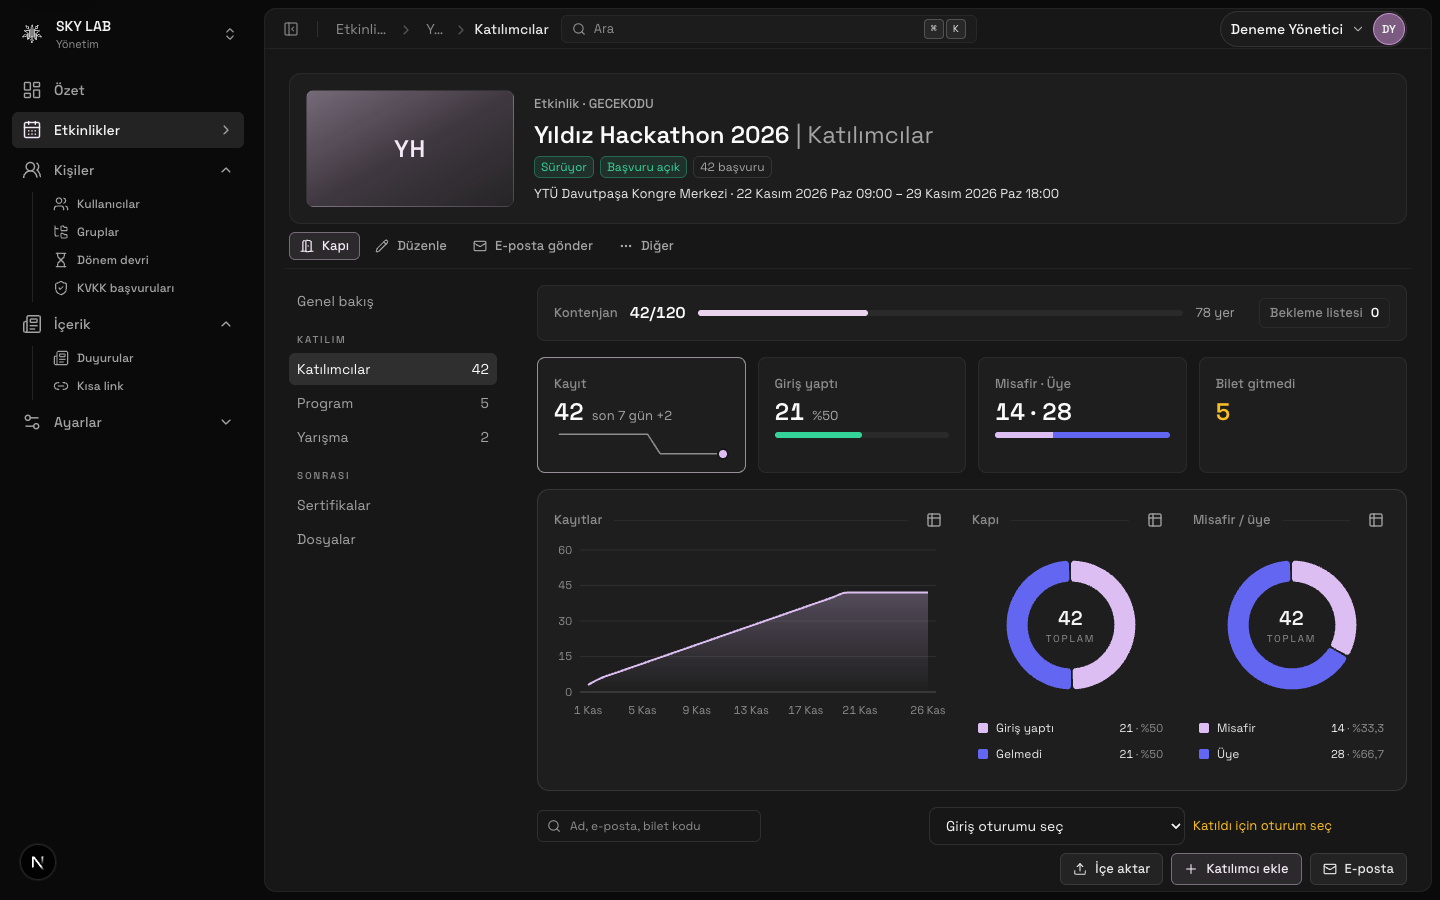 SKY LAB
Yönetim
Özet
Etkinlikler
Kişiler
Kullanıcılar
Gruplar
Dönem devri
KVKK başvuruları
İçerik
Duyurular
Kısa link
Ayarlar
N
Etkinli... Y... Katılımcılar
Ara ⌘ K
Deneme Yönetici DY
YH
Etkinlik · GECEKODU
Yıldız Hackathon 2026 | Katılımcılar
Sürüyor Başvuru açık 42 başvuru
YTÜ Davutpaşa Kongre Merkezi · 22 Kasım 2026 Paz 09:00 – 29 Kasım 2026 Paz 18:00
Kapı Düzenle E-posta gönder Diğer
Genel bakış
KATILIM
Katılımcılar 42
Program 5
Yarışma 2
SONRASI
Sertifikalar
Dosyalar
Kontenjan 42/120 78 yer Bekleme listesi 0
Kayıt
42 son 7 gün +2
Giriş yaptı
21 %50
Misafir · Üye
14 · 28
Bilet gitmedi
5
Kayıtlar
60
45
30
15
0
1 Kas 5 Kas 9 Kas 13 Kas 17 Kas 21 Kas 26 Kas
Kapı
42
TOPLAM
Giriş yaptı 21 · %50
Gelmedi 21 · %50
Misafir / üye
42
TOPLAM
Misafir 14 · %33,3
Üye 28 · %66,7
Ad, e-posta, bilet kodu
Giriş oturumu seç
Katıldı için oturum seç
İçe aktar
Katılımcı ekle
E-posta